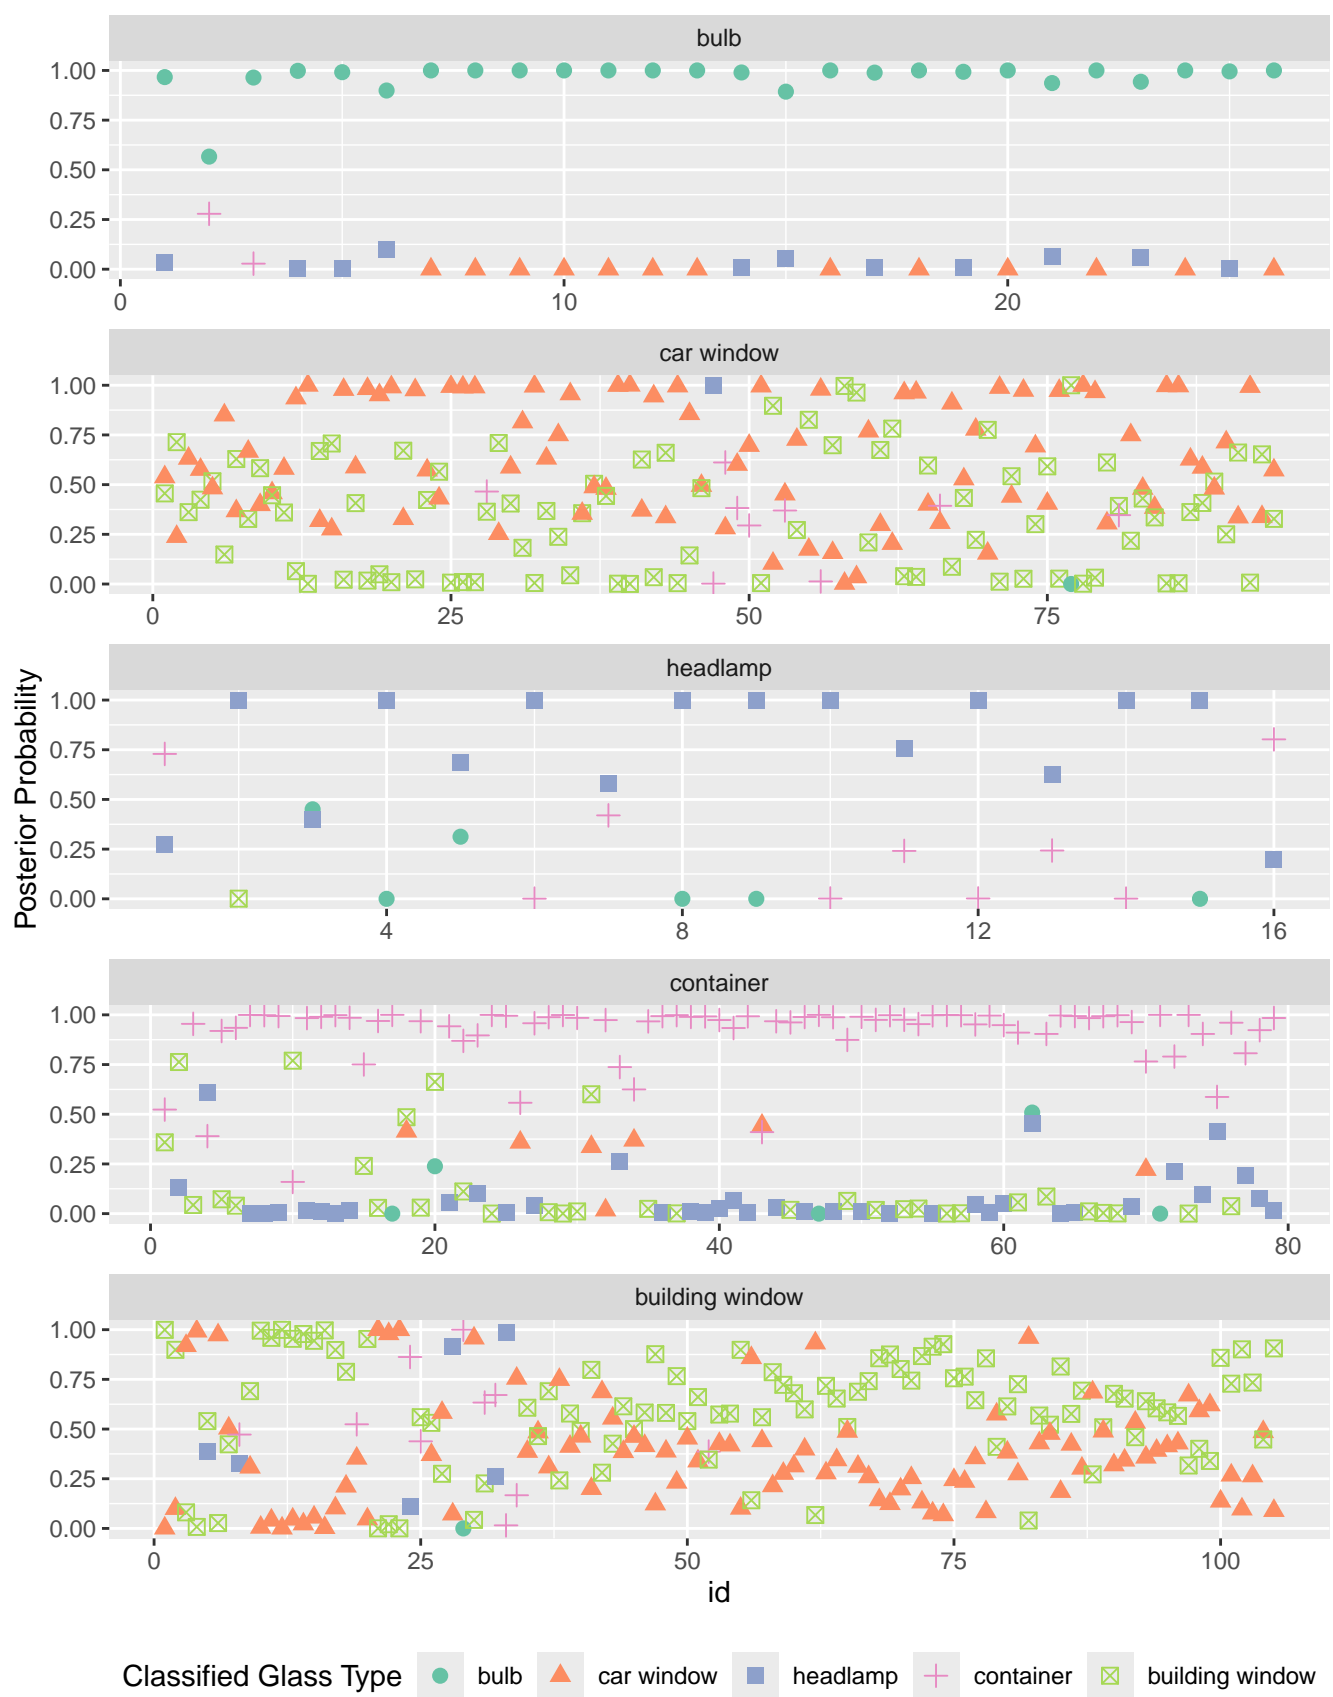 bulb
1.00
0.75
0.50
0.25
0.00
0 10 20
car window
1.00
0.75
0.50
0.25
0.00
0 25 50 75
headlamp
1.00
0.75
0.50
0.25
0.00
4 8 12 16
container
1.00
0.75
0.50
0.25
0.00
0 20 40 60 80
building window
1.00
0.75
0.50
0.25
0.00
0 25 50 75 100
Posterior Probability
id
Classified Glass Type bulb car window headlamp container building window